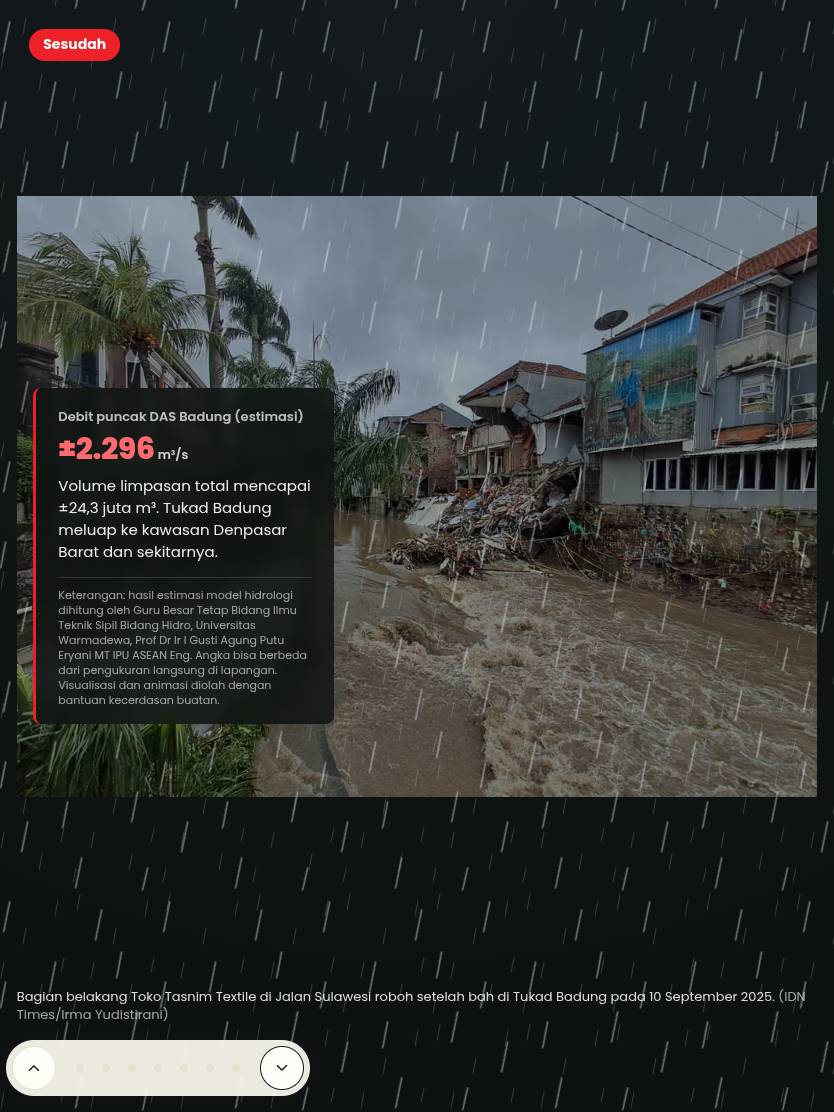 Sesudah
Debit puncak DAS Badung (estimasi)
±2.296 m³/s
Volume limpasan total mencapai
±24,3 juta m³. Tukad Badung
meluap ke kawasan Denpasar
Barat dan sekitarnya.
Keterangan: hasil estimasi model hidrologi
dihitung oleh Guru Besar Tetap Bidang Ilmu
Teknik Sipil Bidang Hidro, Universitas
Warmadewa, Prof Dr Ir I Gusti Agung Putu
Eryani MT IPU ASEAN Eng. Angka bisa berbeda
dari pengukuran langsung di lapangan.
Visualisasi dan animasi diolah dengan
bantuan kecerdasan buatan.
Bagian belakang Toko Tasnim Textile di Jalan Sulawesi roboh setelah bah di Tukad Badung pada 10 September 2025. (IDN
Times/Irma Yudistirani)